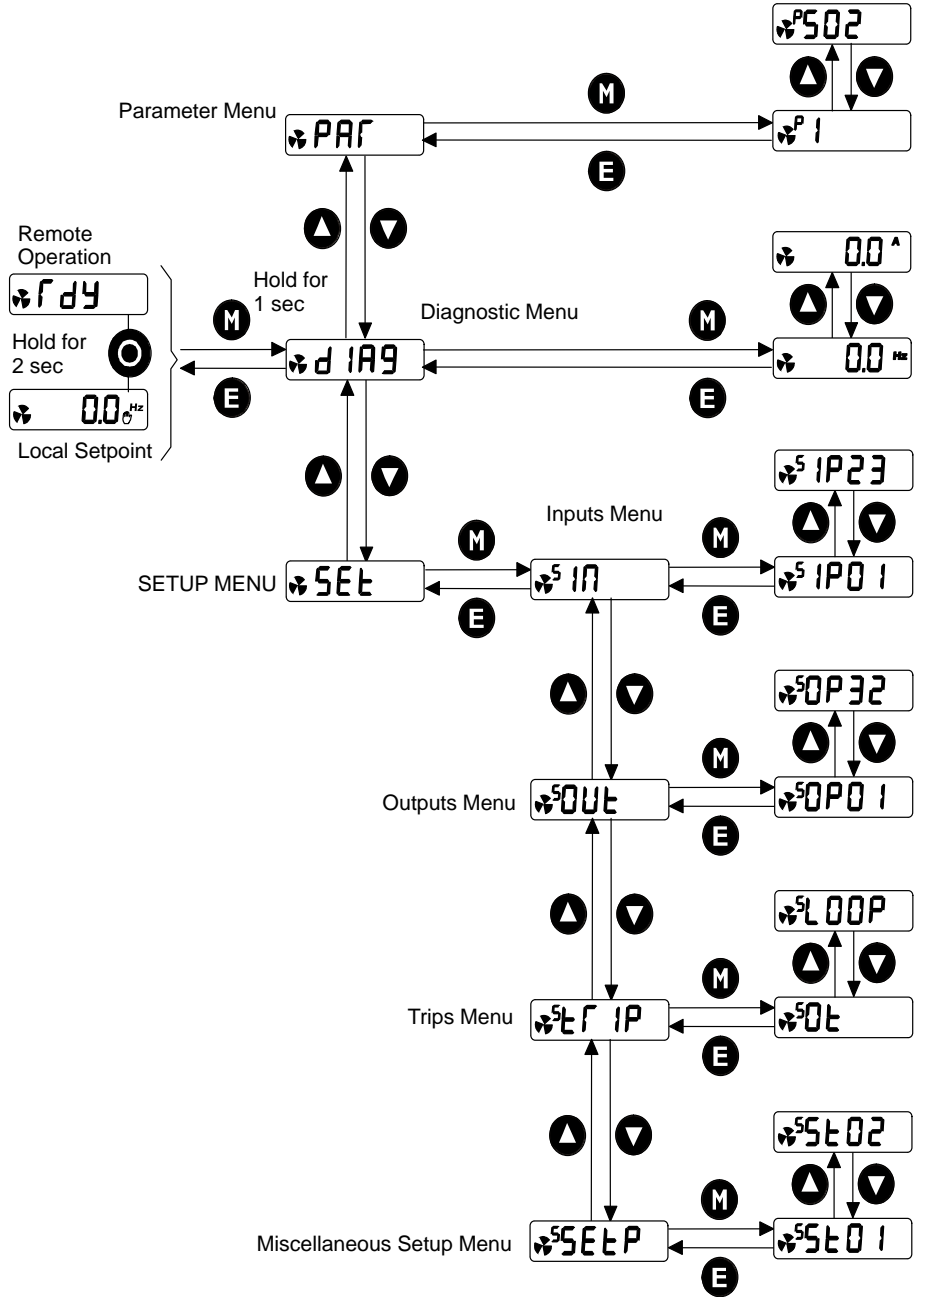 PS02
Parameter Menu
M
PAr
P1
E
Remote
Operation
rdy
Hold for
2 sec
O
0.0 Hz
Local Setpoint
M
E
Hold for
1 sec
dIAg
Diagnostic Menu
M
E
0.0 A
0.0 Hz
SETUP MENU
SEt
M
E
Inputs Menu
S In
M
E
S IP23
S IP01
Outputs Menu
S OUt
M
E
S OP32
S OP01
Trips Menu
S trIP
M
E
S LOOP
S Ot
Miscellaneous Setup Menu
S SEtP
M
E
S St02
S St01